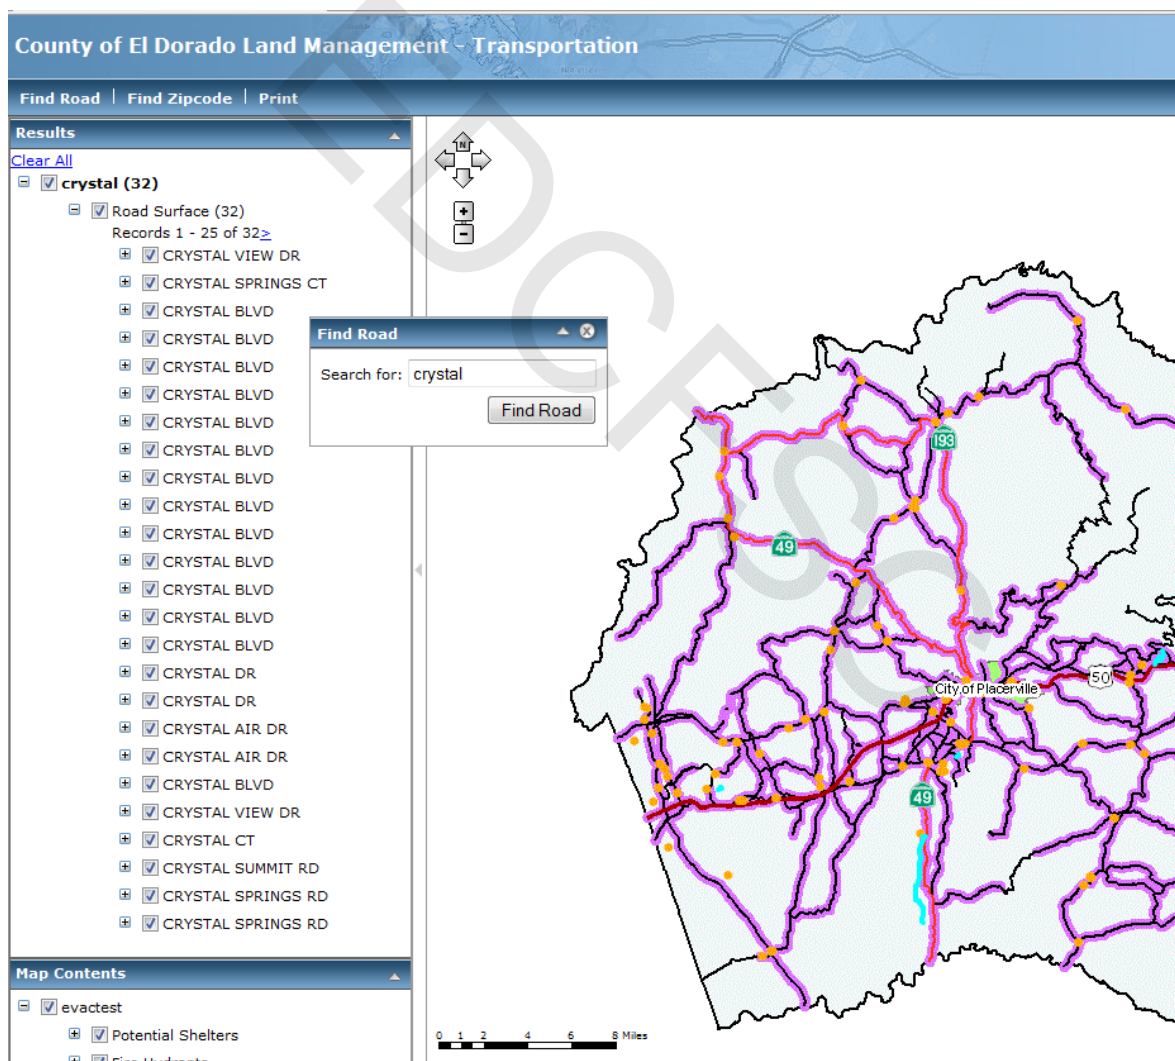 County of El Dorado Land Management - Transportation
Find Road | Find Zipcode | Print
Results
Clear All
crystal (32)
Road Surface (32)
Records 1 - 25 of 32>
CRYSTAL VIEW DR
CRYSTAL SPRINGS CT
CRYSTAL BLVD
CRYSTAL BLVD
CRYSTAL BLVD
CRYSTAL BLVD
CRYSTAL BLVD
CRYSTAL BLVD
CRYSTAL BLVD
CRYSTAL BLVD
CRYSTAL BLVD
CRYSTAL BLVD
CRYSTAL BLVD
CRYSTAL BLVD
CRYSTAL BLVD
CRYSTAL DR
CRYSTAL DR
CRYSTAL AIR DR
CRYSTAL AIR DR
CRYSTAL BLVD
CRYSTAL VIEW DR
CRYSTAL CT
CRYSTAL SUMMIT RD
CRYSTAL SPRINGS RD
CRYSTAL SPRINGS RD
Map Contents
evactest
Potential Shelters
Fire Hydrants
Find Road
Search for: crystal
Find Road
N
+
-
193
49
50
City of Placerville
49
0 1 2 4 6 8 Miles
EDCFSC